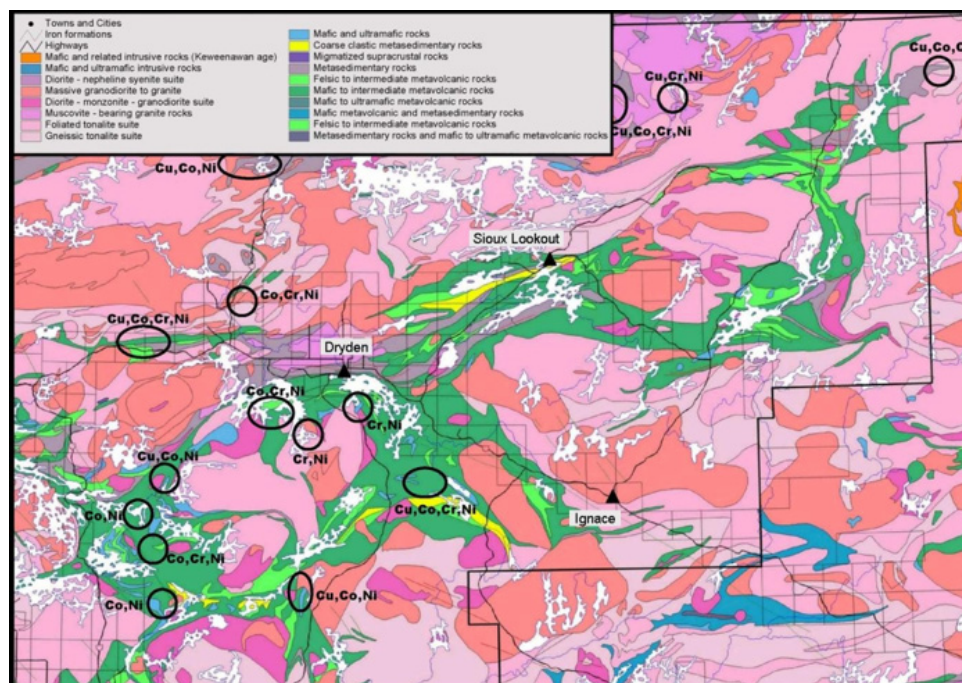 Towns and Cities
Iron formations
Highways
Mafic and related intrusive rocks (Keweenawan age)
Mafic and ultramafic intrusive rocks
Diorite - nepheline syenite suite
Massive granodiorite to granite
Diorite - monzonite - granodiorite suite
Muscovite - bearing granite rocks
Foliated tonalite suite
Gneissic tonalite suite
Mafic and ultramafic rocks
Coarse clastic metasedimentary rocks
Migmatized supracrustal rocks
Metasedimentary rocks
Felsic to intermediate metavolcanic rocks
Mafic to intermediate metavolcanic rocks
Mafic to ultramafic metavolcanic rocks
Mafic metavolcanic and metasedimentary rocks
Felsic to intermediate metavolcanic rocks
Metasedimentary rocks and mafic to ultramafic metavolcanic rocks
Cu,Co,C
Cu,Cr,Ni
Cu,Co,Cr,Ni
Cu,Co,Ni
Sioux Lookout
Co,Cr,Ni
Cu,Co,Cr,Ni
Dryden
Co,Cr,Ni
Cr,Ni
Cr,Ni
Cu,Co,Ni
Cu,Co,Cr,Ni
Co,Ni
Ignace
Co,Cr,Ni
Cu,Co,Ni
Co,Ni